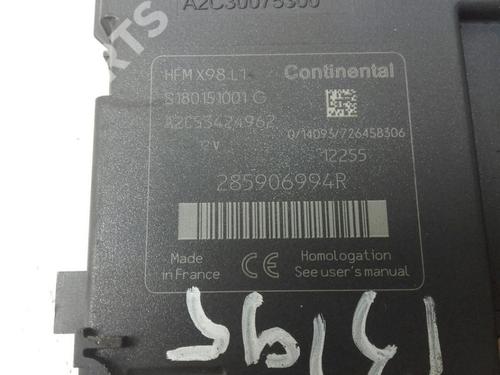 A2C30075300
HFM X98 L1 Continental
S180151001 G
A2C53424962 0/14093/726458306
12V 12255
285906994R
Made in France CE Homologation
See user's manual